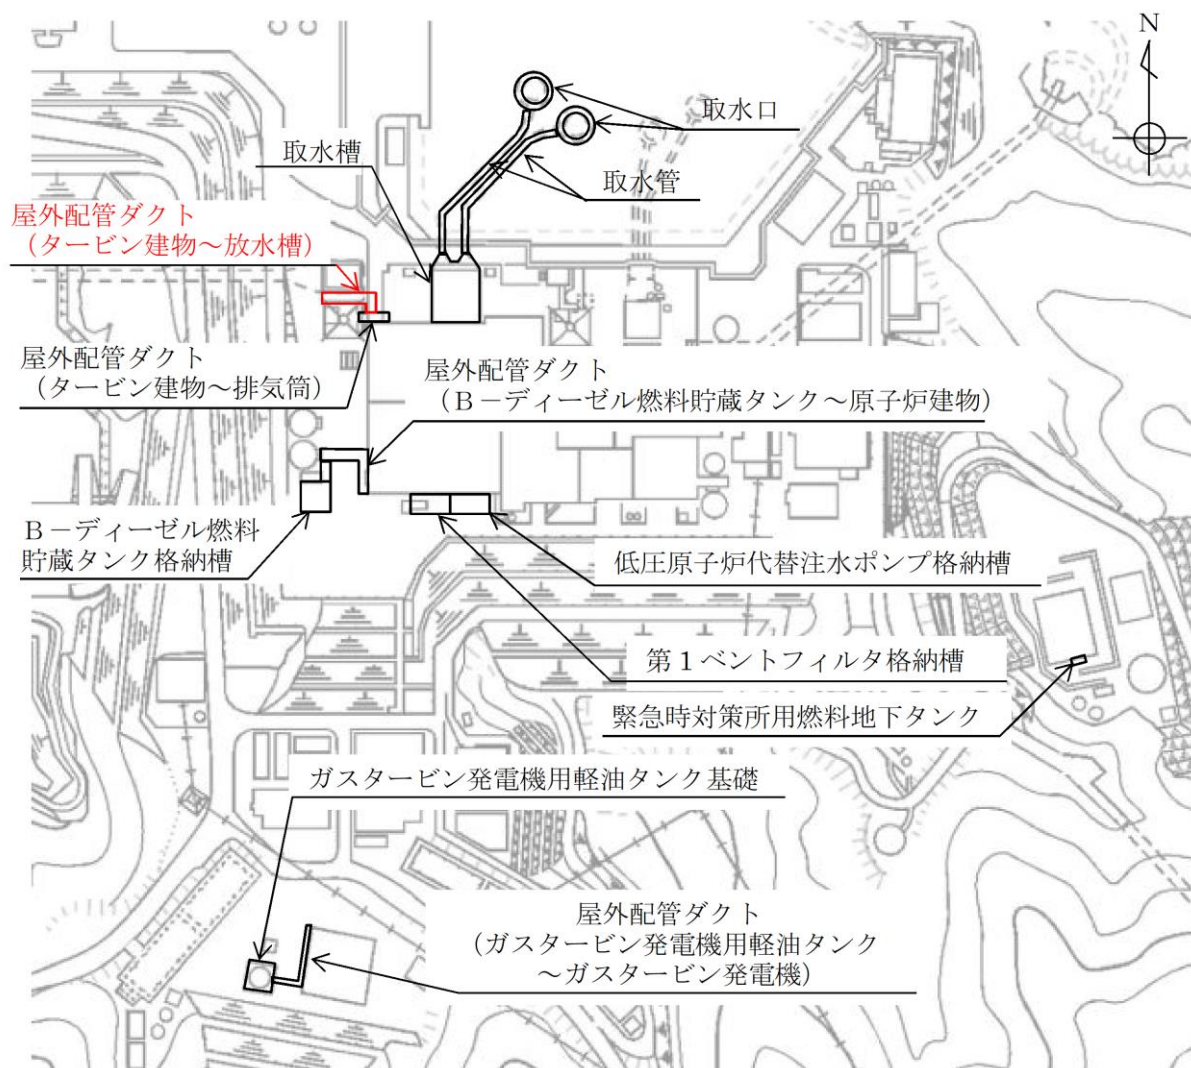 N
取水口
取水槽
取水管
屋外配管ダクト
（タービン建物～放水槽）
屋外配管ダクト
（タービン建物～排気筒）
屋外配管ダクト
（Ｂ－ディーゼル燃料貯蔵タンク～原子炉建物）
Ｂ－ディーゼル燃料
貯蔵タンク格納槽
低圧原子炉代替注水ポンプ格納槽
第１ベントフィルタ格納槽
緊急時対策所用燃料地下タンク
ガスタービン発電機用軽油タンク基礎
屋外配管ダクト
（ガスタービン発電機用軽油タンク
～ガスタービン発電機）